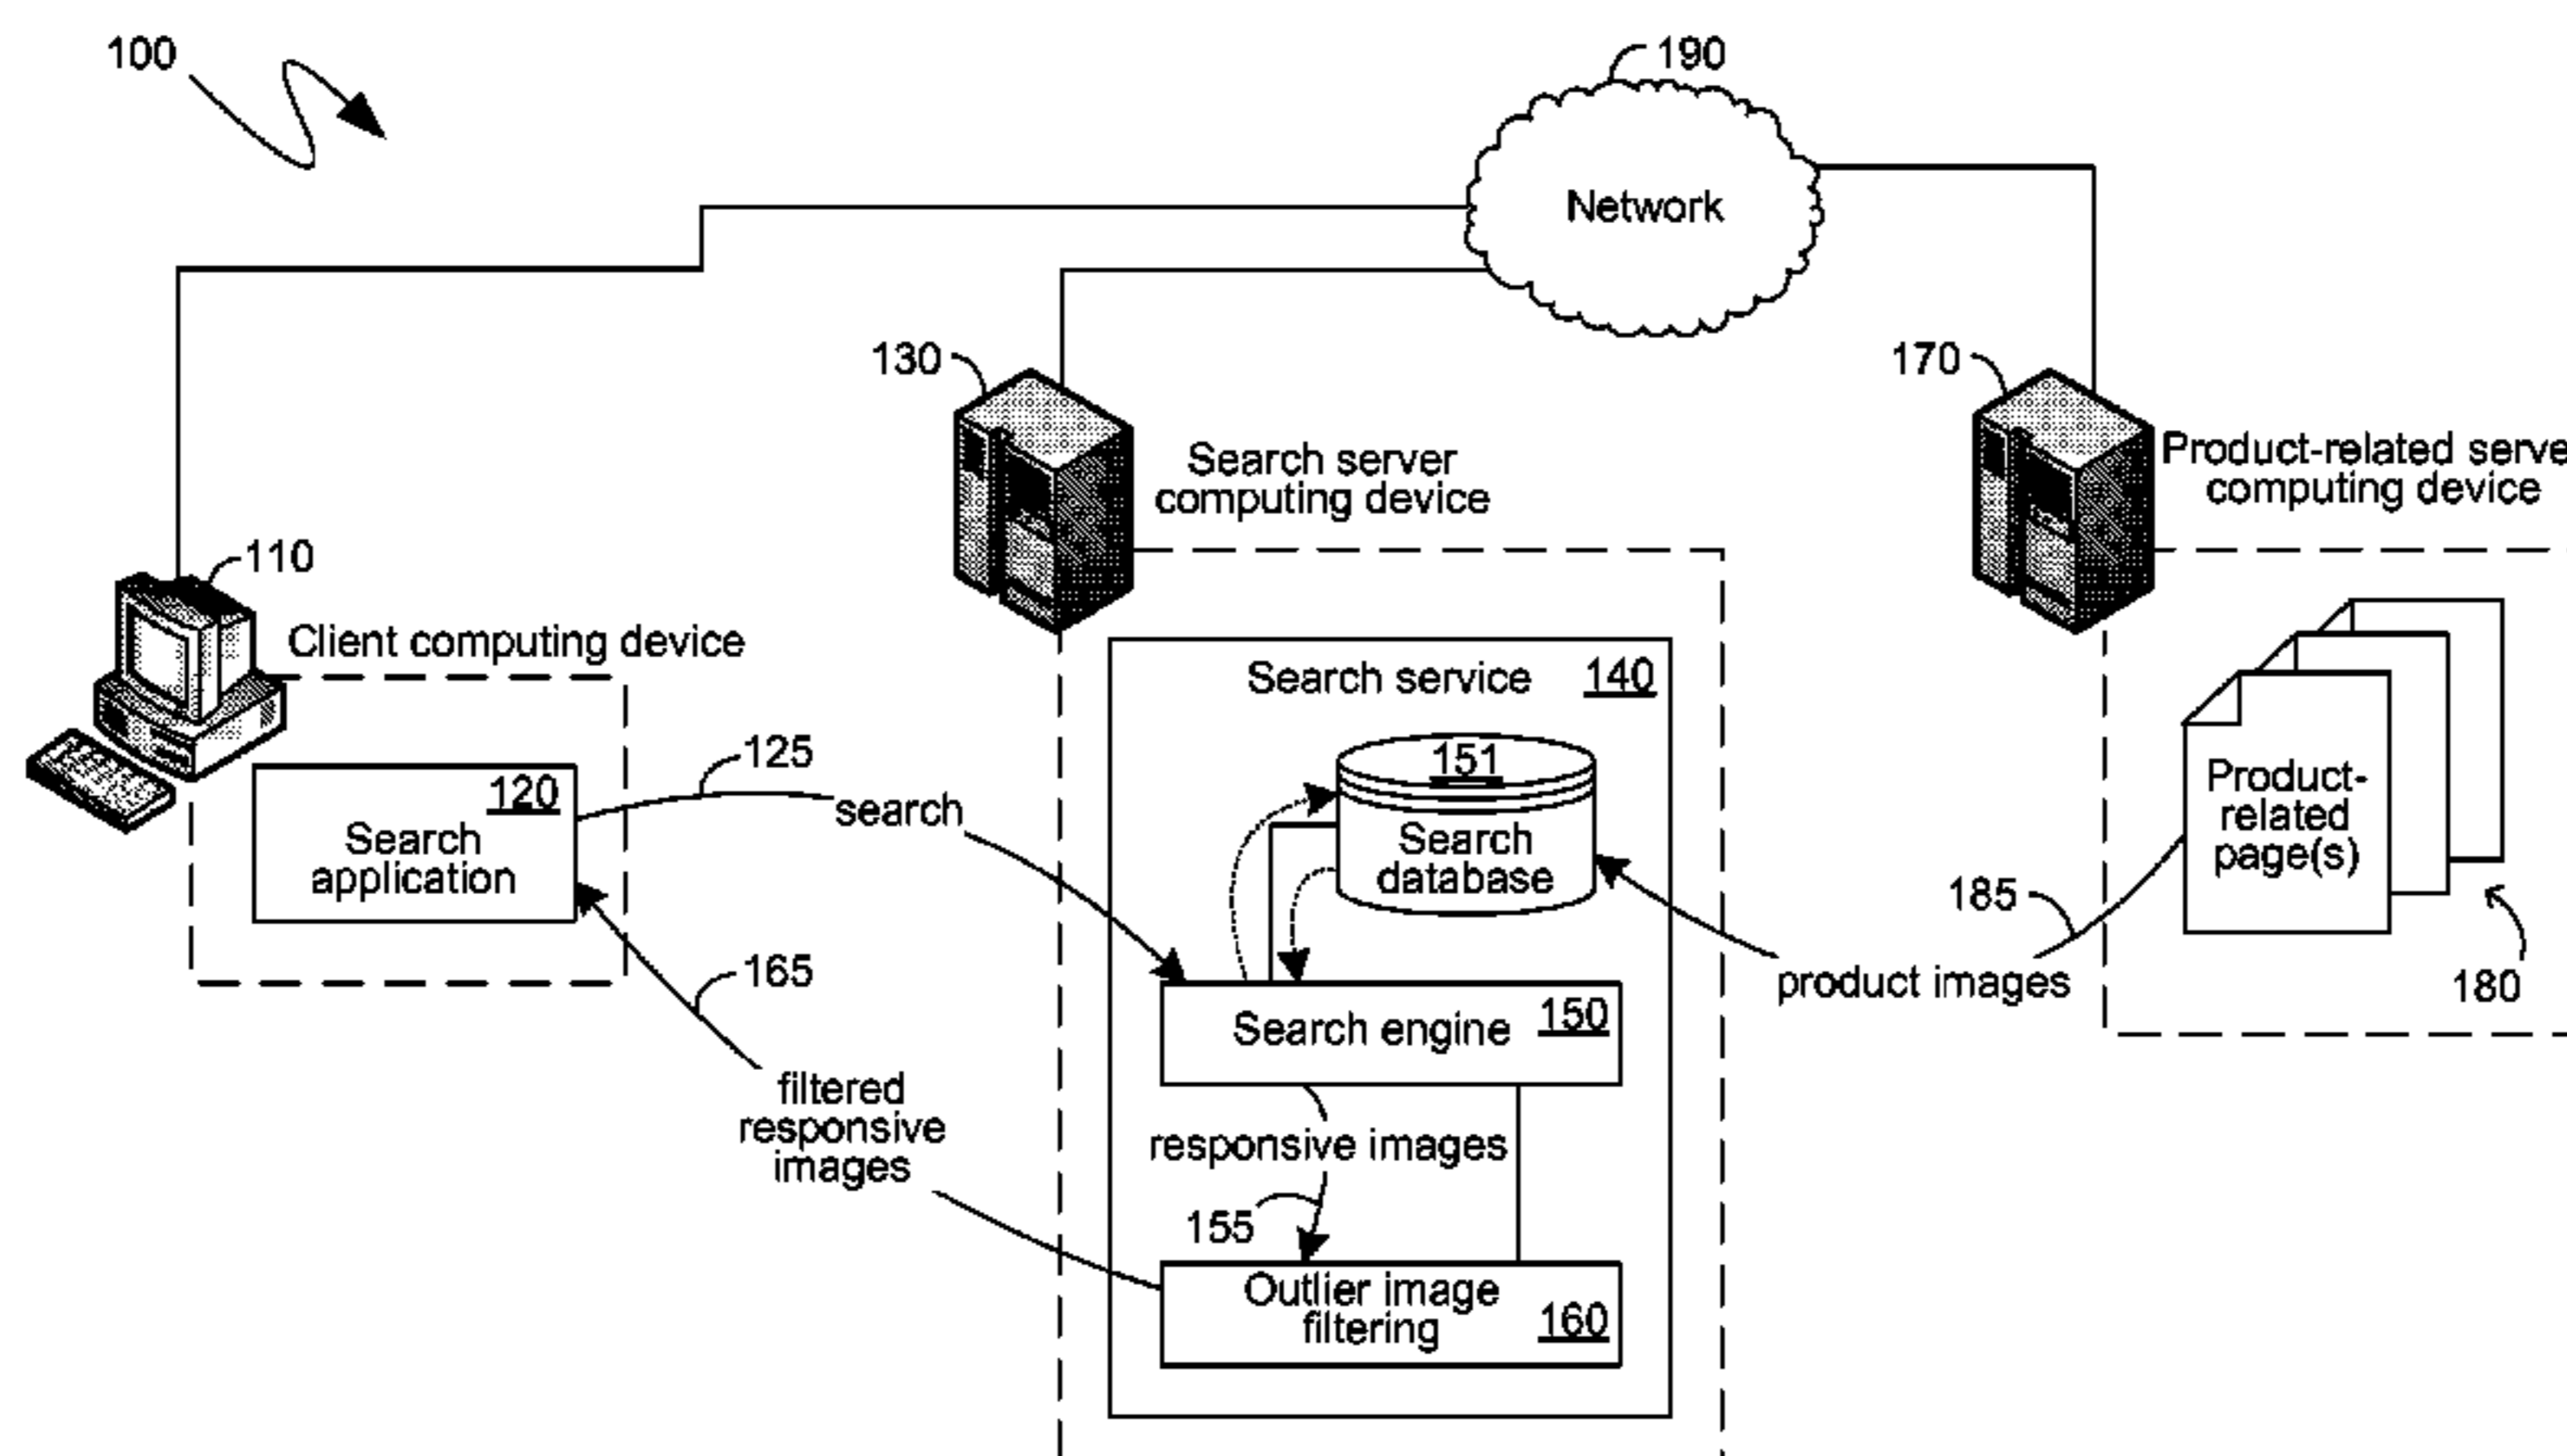 100
190
Network
130
170
Search server
computing device
Product-related serve
computing device
110
Client computing device
Search service 140
125
151
120
search
Search
application
Search
database
Product-
related
page(s)
185
165
product images
180
Search engine 150
filtered
responsive
images
responsive images
155
Outlier image
filtering 160